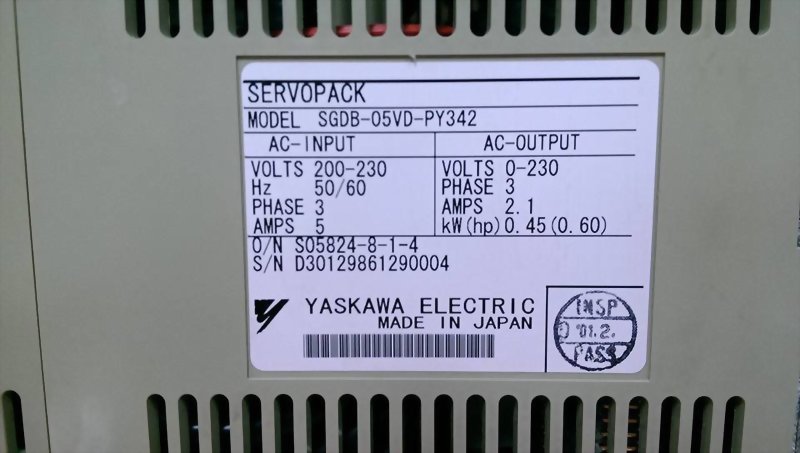 SERVOPACK
MODEL SGDB-05VD-PY342
AC-INPUT
VOLTS 200-230
Hz 50/60
PHASE 3
AMPS 5
AC-OUTPUT
VOLTS 0-230
PHASE 3
AMPS 2.1
kW(hp) 0.45(0.60)
O/N S05824-8-1-4
S/N D30129861290004
YASKAWA ELECTRIC
MADE IN JAPAN
INSP
'01.2.
PASS